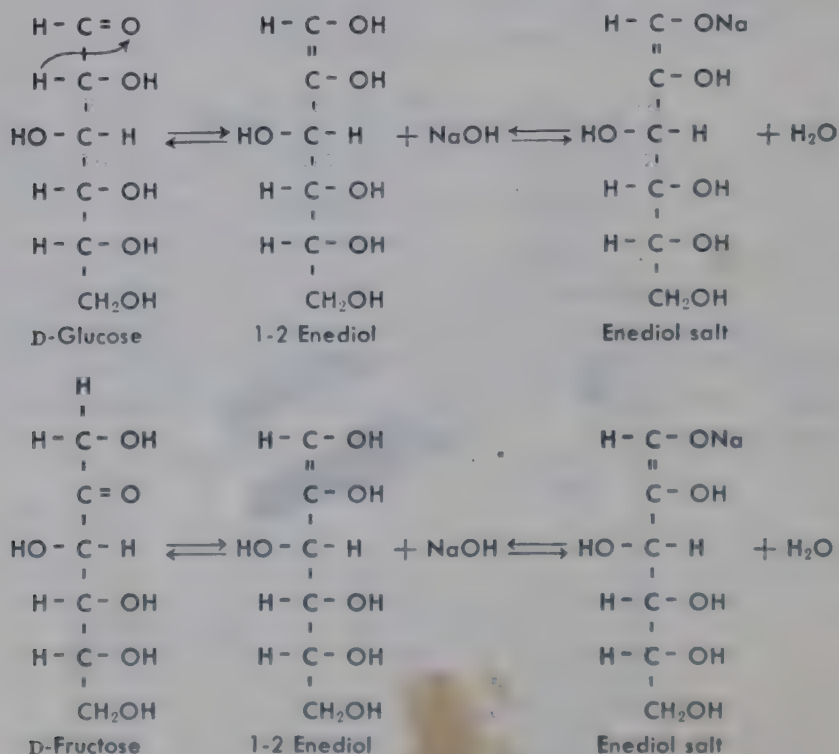 H - C = O H - C - OH H - C - ONa
H - C - OH C - OH C - OH
HO - C - H ⇌ HO - C - H + NaOH ⇌ HO - C - H + H₂O
H - C - OH H - C - OH H - C - OH
H - C - OH H - C - OH H - C - OH
CH₂OH CH₂OH CH₂OH
D-Glucose 1-2 Enediol Enediol salt
H
H - C - OH H - C - OH H - C - ONa
C = O C - OH C - OH
HO - C - H ⇌ HO - C - H + NaOH ⇌ HO - C - H + H₂O
H - C - OH H - C - OH H - C - OH
H - C - OH H - C - OH H - C - OH
CH₂OH CH₂OH CH₂OH
D-Fructose 1-2 Enediol Enediol salt